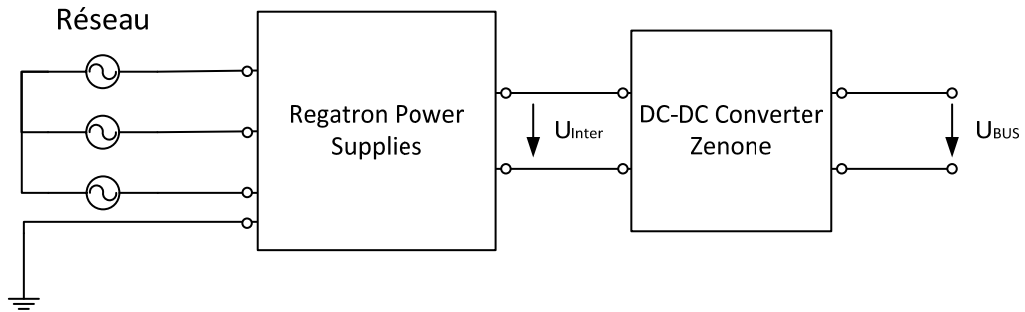 Réseau
Regatron Power
Supplies
UInter
DC-DC Converter
Zenone
UBUS